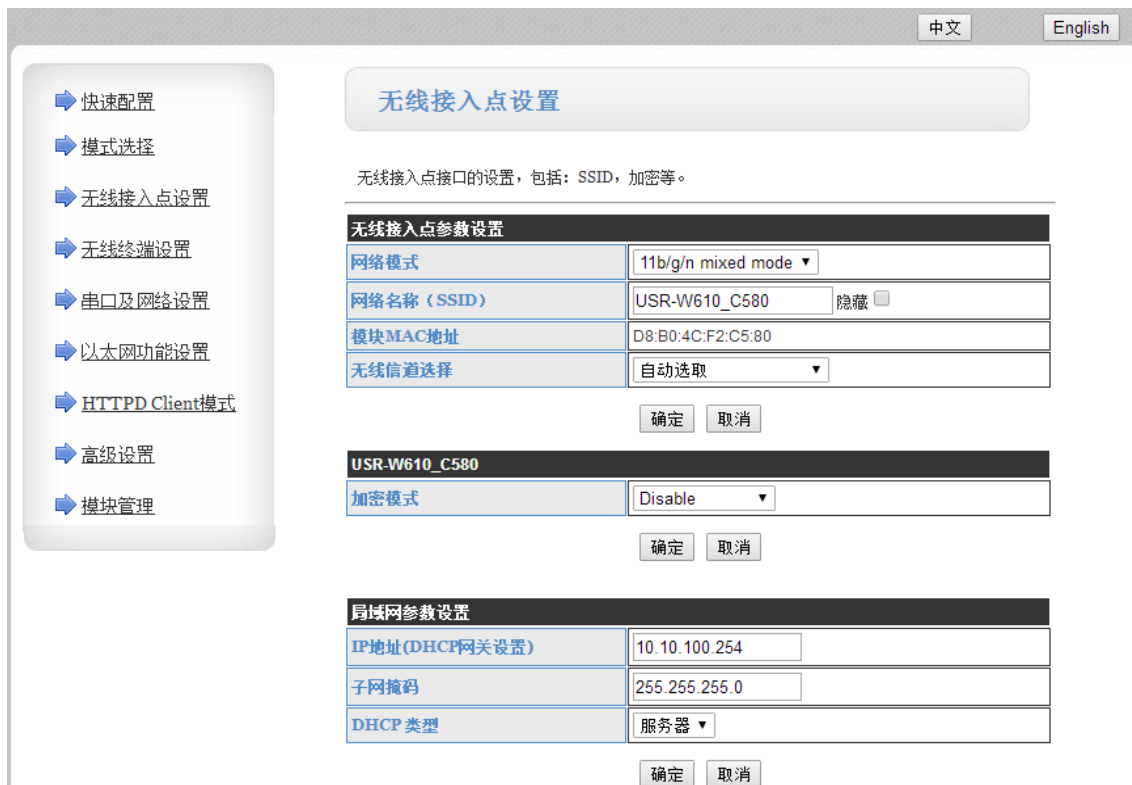 中文 English
快速配置
模式选择
无线接入点设置
无线终端设置
串口及网络设置
以太网功能设置
HTTPD Client模式
高级设置
模块管理
无线接入点设置
无线接入点接口的设置，包括：SSID，加密等。
无线接入点参数设置
网络模式 11b/g/n mixed mode
网络名称（SSID） USR-W610_C580 隐藏
模块MAC地址 D8:B0:4C:F2:C5:80
无线信道选择 自动选取
确定 取消
USR-W610_C580
加密模式 Disable
确定 取消
局域网参数设置
IP地址(DHCP网关设置) 10.10.100.254
子网掩码 255.255.255.0
DHCP 类型 服务器
确定 取消